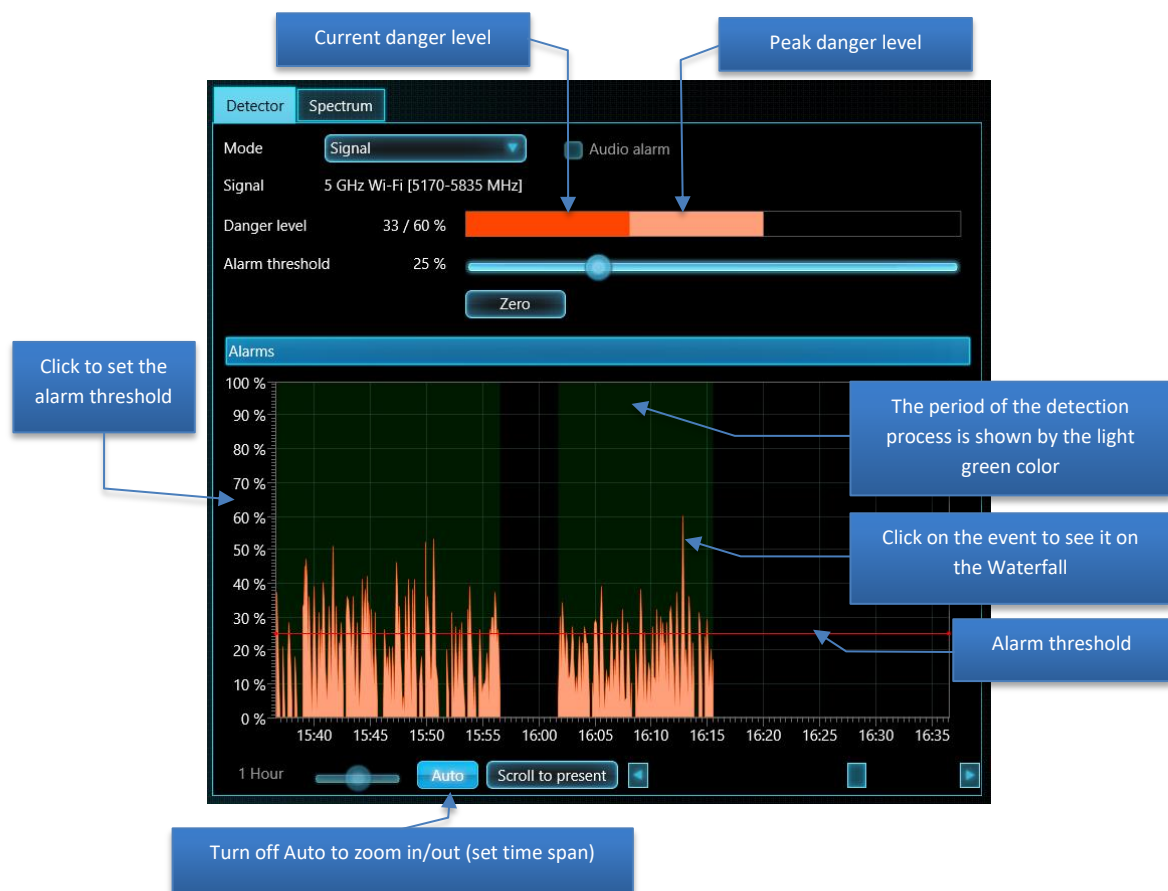 Current danger level
Peak danger level
Detector
Spectrum
Mode
Signal
Audio alarm
Signal
5 GHz Wi-Fi [5170-5835 MHz]
Danger level
33 / 60 %
Alarm threshold
25 %
Zero
Alarms
Click to set the
alarm threshold
100 %
90 %
80 %
70 %
60 %
50 %
40 %
30 %
20 %
10 %
0 %
The period of the detection
process is shown by the light
green color
Click on the event to see it on
the Waterfall
Alarm threshold
15:40
15:45
15:50
15:55
16:00
16:05
16:10
16:15
16:20
16:25
16:30
16:35
1 Hour
Auto
Scroll to present
Turn off Auto to zoom in/out (set time span)